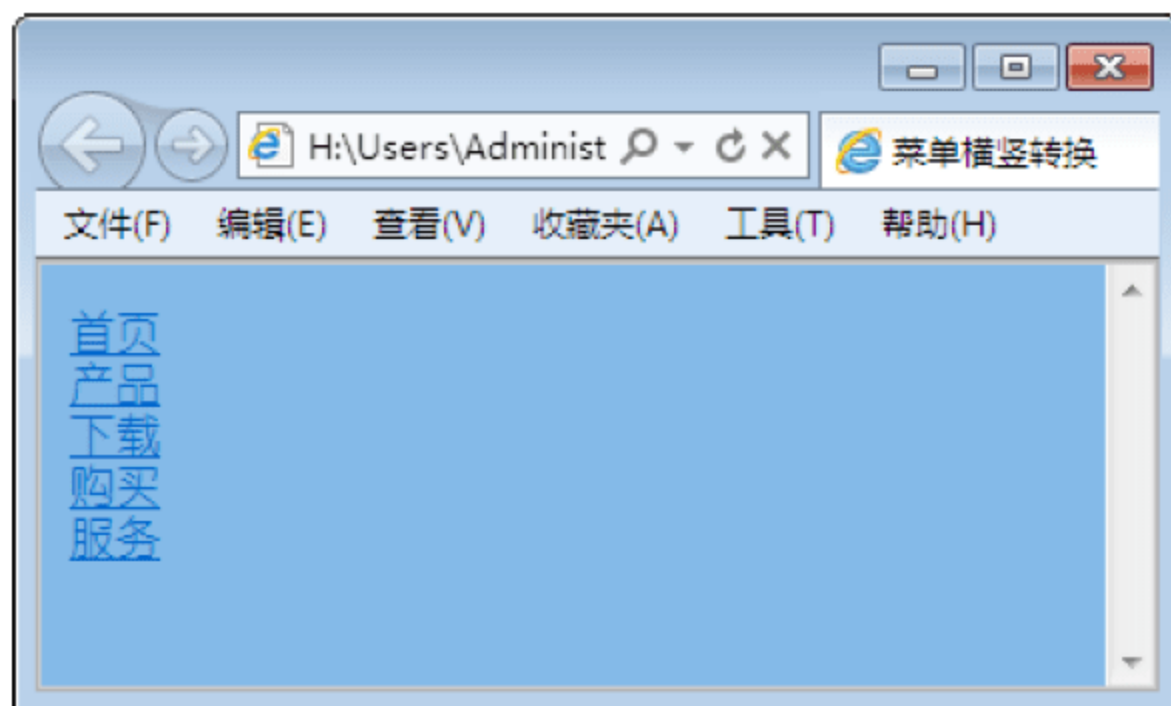 H:\Users\Administ
菜单横竖转换
文件(F) 编辑(E) 查看(V) 收藏夹(A) 工具(T) 帮助(H)
首页
产品
下载
购买
服务